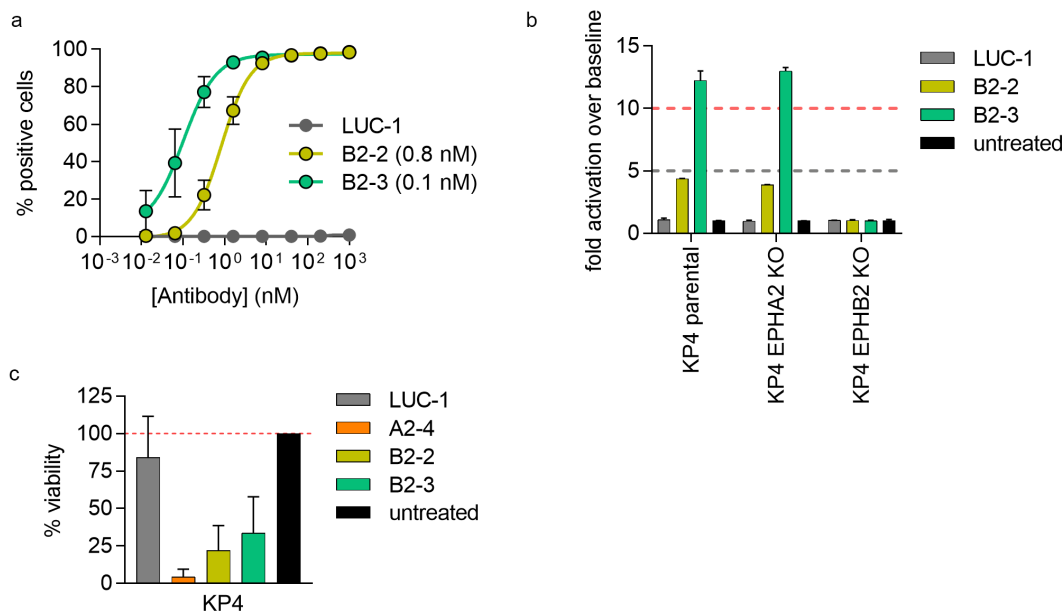 a
% positive cells
100
80
60
40
20
0
10⁻³ 10⁻² 10⁻¹ 10⁰ 10¹ 10² 10³
[Antibody] (nM)
LUC-1
B2-2 (0.8 nM)
B2-3 (0.1 nM)
b
fold activation over baseline
15
10
5
0
KP4 parental
KP4 EPHA2 KO
KP4 EPHB2 KO
LUC-1
B2-2
B2-3
untreated
c
% viability
125
100
75
50
25
0
KP4
LUC-1
A2-4
B2-2
B2-3
untreated